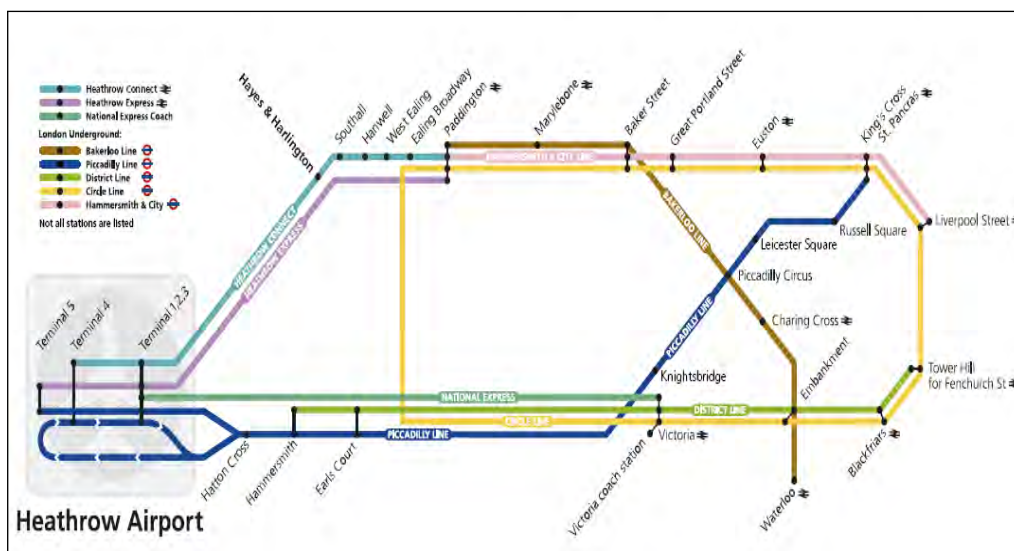 Heathrow Connect
Heathrow Express
National Express Coach
London Underground:
Bakerloo Line
Piccadilly Line
District Line
Circle Line
Hammersmith & City
Not all stations are listed
Hayes & Harlington
Southall
Hanwell
West Ealing
Ealing Broadway
Paddington
Marylebone
Baker Street
Great Portland Street
Euston
King's Cross
St. Pancras
HAMMERSMITH & CITY LINE
HEATHROW CONNECT
HEATHROW EXPRESS
BAKERLOO LINE
Liverpool Street
Russell Square
Leicester Square
Piccadilly Circus
PICCADILLY LINE
Charing Cross
Terminal 5
Terminal 4
Terminal 1,2,3
Knightsbridge
Embankment
Tower Hill
for Fenchurch St
NATIONAL EXPRESS
DISTRICT LINE
CIRCLE LINE
PICCADILLY LINE
Hatton Cross
Hammersmith
Earls Court
Victoria coach station
Victoria
Waterloo
Blackfriars
Heathrow Airport